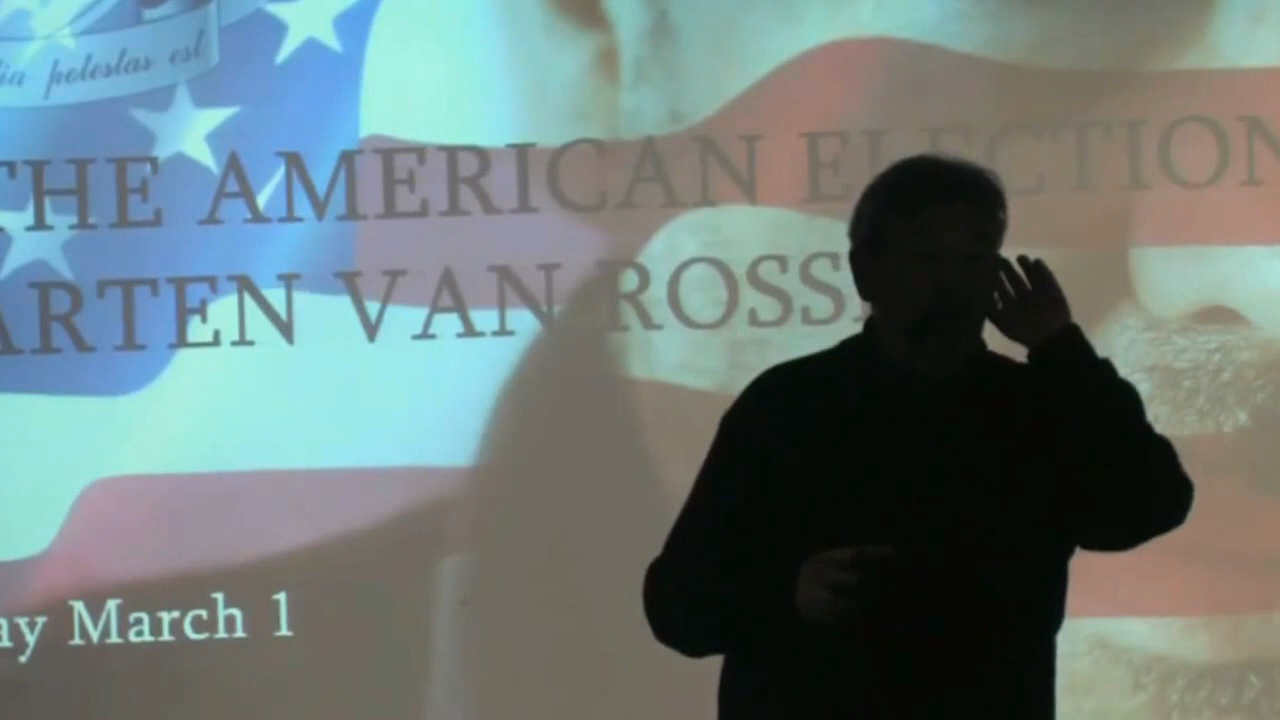 potestas est
THE AMERICAN ELECTION
ARTEN VAN ROSS
ay March 1